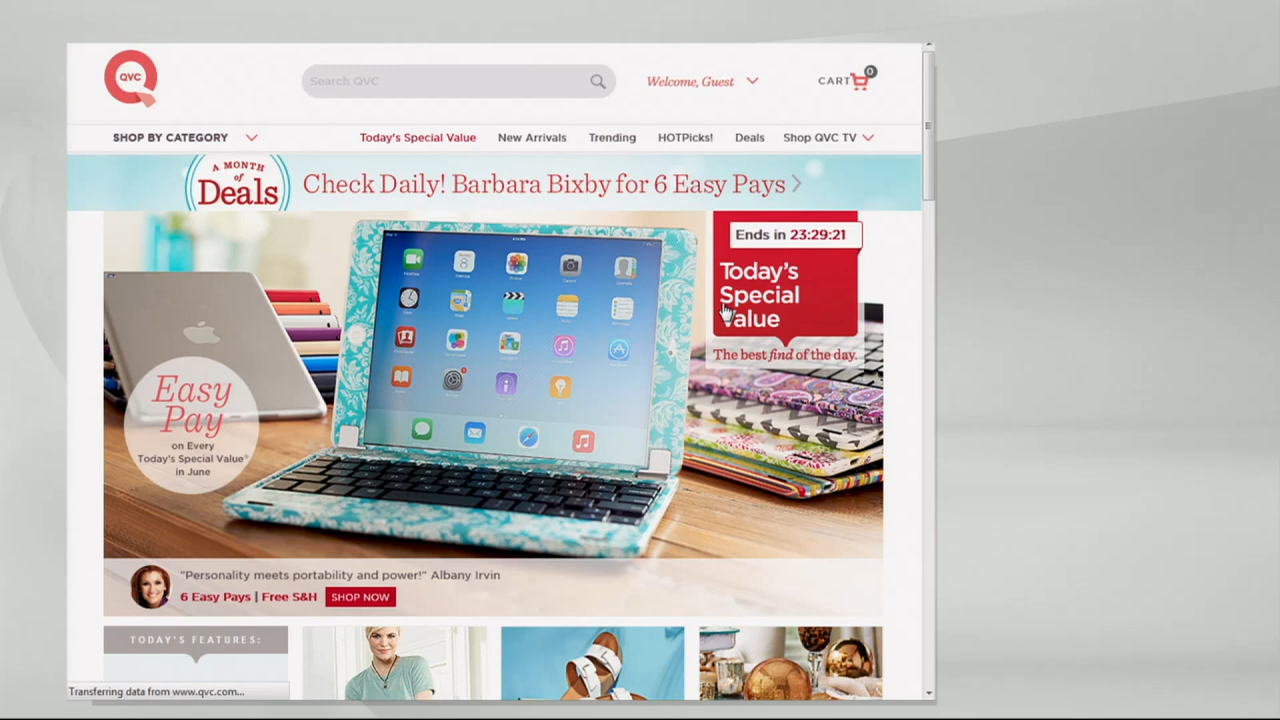 QVC
Search QVC
Welcome, Guest
CART
0
SHOP BY CATEGORY
Today's Special Value
New Arrivals
Trending
HOTPicks!
Deals
Shop QVC TV
A MONTH
of
Deals
Check Daily! Barbara Bixby for 6 Easy Pays
Ends in 23:29:21
Today's
Special
Value
The best find of the day.
Easy
Pay
on Every
Today's Special Value®
in June
"Personality meets portability and power!" Albany Irvin
6 Easy Pays | Free S&H
SHOP NOW
TODAY'S FEATURES:
Transferring data from www.qvc.com...